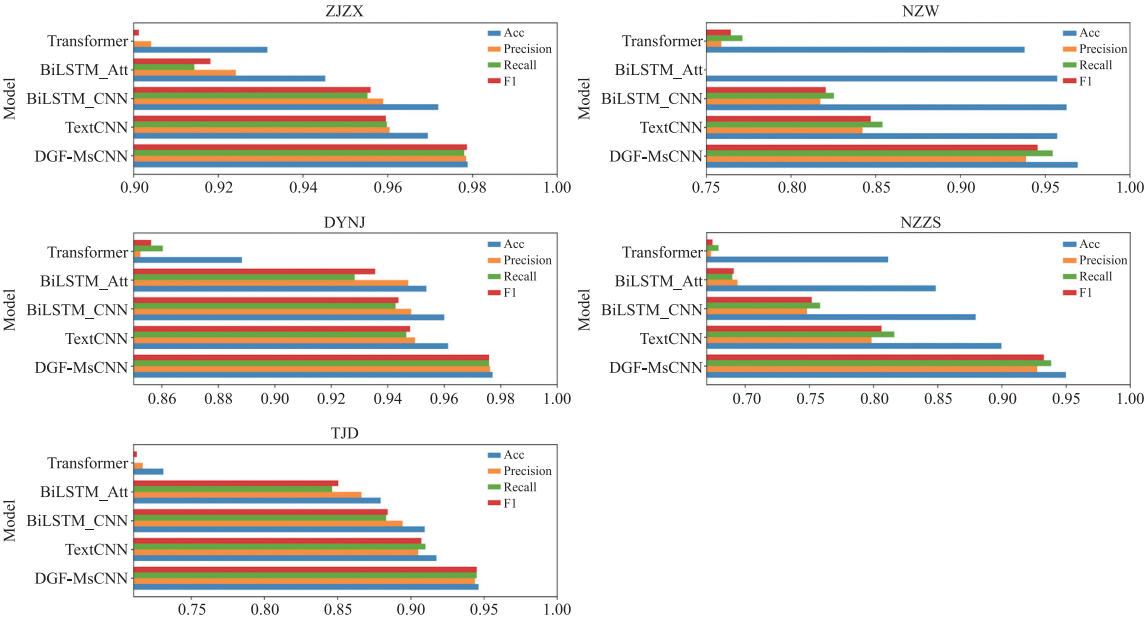 ZJZX
Model
Transformer
BiLSTM_Att
BiLSTM_CNN
TextCNN
DGF-MsCNN
Acc
Precision
Recall
F1
0.90 0.92 0.94 0.96 0.98 1.00
NZW
Model
Transformer
BiLSTM_Att
BiLSTM_CNN
TextCNN
DGF-MsCNN
Acc
Precision
Recall
F1
0.75 0.80 0.85 0.90 0.95 1.00
DYNJ
Model
Transformer
BiLSTM_Att
BiLSTM_CNN
TextCNN
DGF-MsCNN
Acc
Precision
Recall
F1
0.86 0.88 0.90 0.92 0.94 0.96 0.98 1.00
NZZS
Model
Transformer
BiLSTM_Att
BiLSTM_CNN
TextCNN
DGF-MsCNN
Acc
Precision
Recall
F1
0.70 0.75 0.80 0.85 0.90 0.95 1.00
TJD
Model
Transformer
BiLSTM_Att
BiLSTM_CNN
TextCNN
DGF-MsCNN
Acc
Precision
Recall
F1
0.75 0.80 0.85 0.90 0.95 1.00